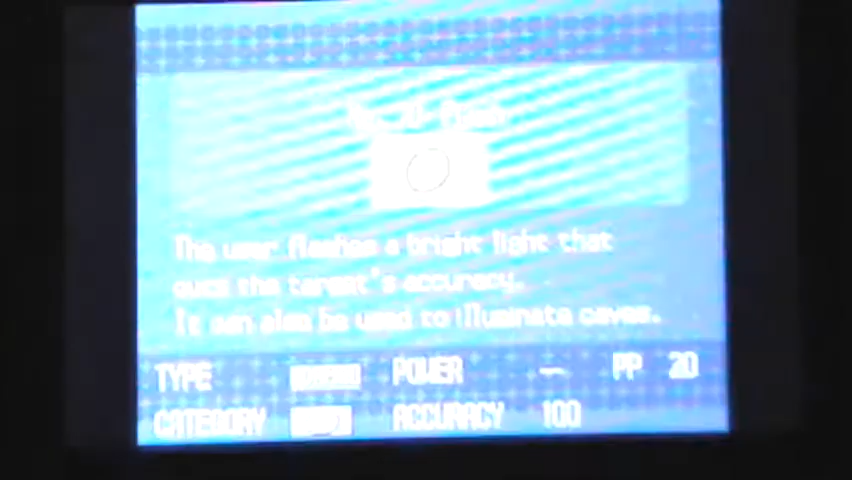 Flash
The user flashes a bright light that
cuts the target's accuracy.
It can also be used to illuminate caves.
TYPE POWER — PP 20
CATEGORY ACCURACY 100